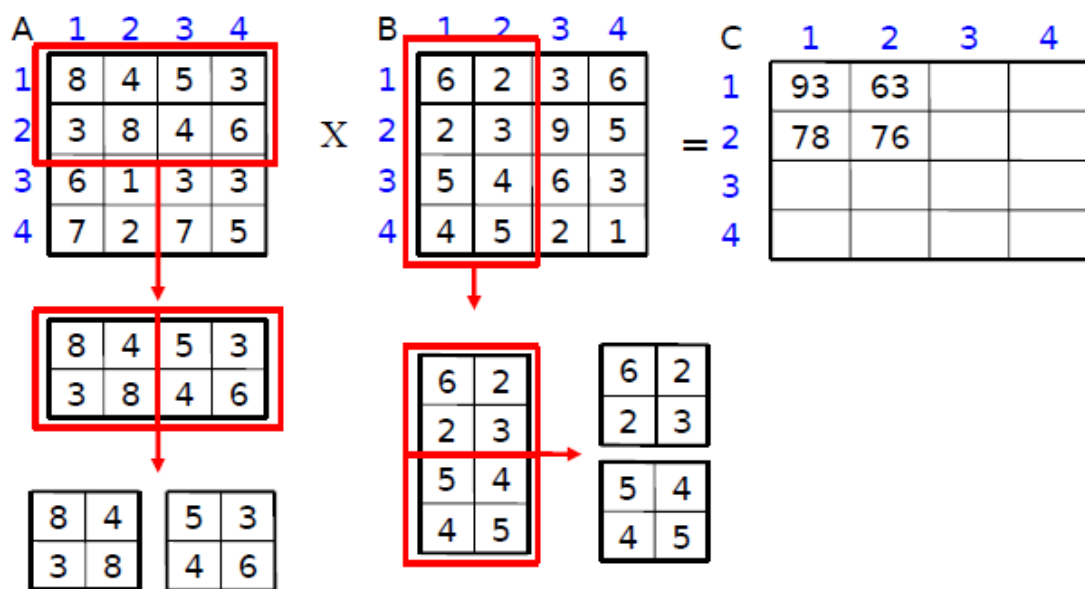 A 1 2 3 4
1 8 4 5 3
2 3 8 4 6
3 6 1 3 3
4 7 2 7 5
X
B 1 2 3 4
1 6 2 3 6
2 2 3 9 5
3 5 4 6 3
4 4 5 2 1
=
C 1 2 3 4
1 93 63
2 78 76
3
4
8 4 5 3
3 8 4 6
8 4
3 8
5 3
4 6
6 2
2 3
5 4
4 5
6 2
2 3
5 4
4 5